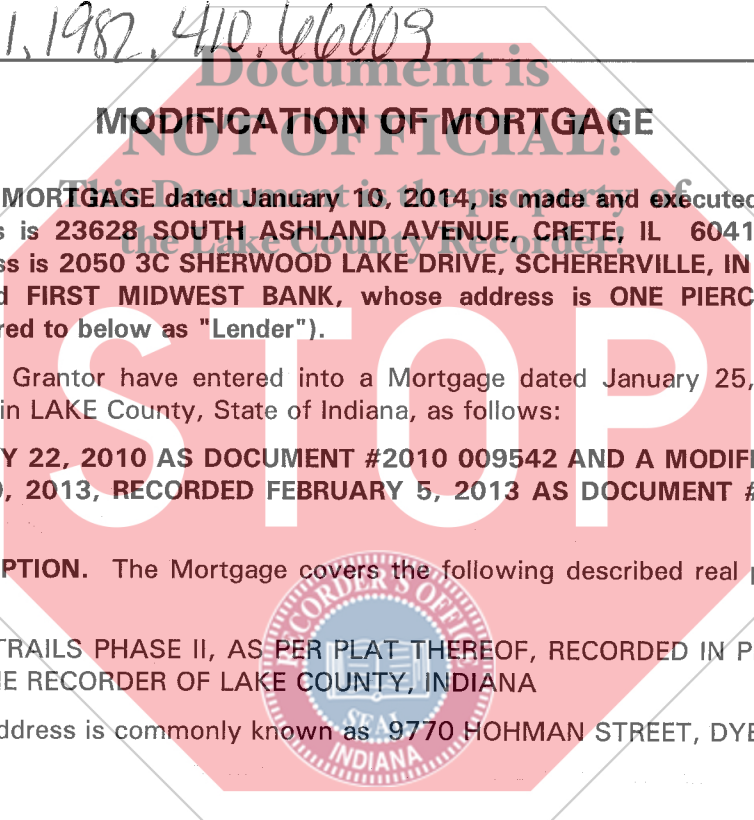 1.1982.410.66009
Document is
MODIFICATION OF MORTGAGE
NOT OFFICIAL!
MORTGAGE dated January 10, 2014, is made and executed
This Document is the property of
s is 23628 SOUTH ASHLAND AVENUE, CRETE, IL 6041
the Lake County Recorder!
ss is 2050 3C SHERWOOD LAKE DRIVE, SCHERERVILLE, IN
d FIRST MIDWEST BANK, whose address is ONE PIERC
red to below as "Lender").
Grantor have entered into a Mortgage dated January 25,
in LAKE County, State of Indiana, as follows:
STOP
Y 22, 2010 AS DOCUMENT #2010 009542 AND A MODIF
0, 2013, RECORDED FEBRUARY 5, 2013 AS DOCUMENT #
PTION. The Mortgage covers the following described real p
TRAILS PHASE II, AS PER PLAT THEREOF, RECORDED IN P
HE RECORDER OF LAKE COUNTY, INDIANA
ddress is commonly known as 9770 HOHMAN STREET, DYE
RECORDER'S OFFICE
SEAL
INDIANA